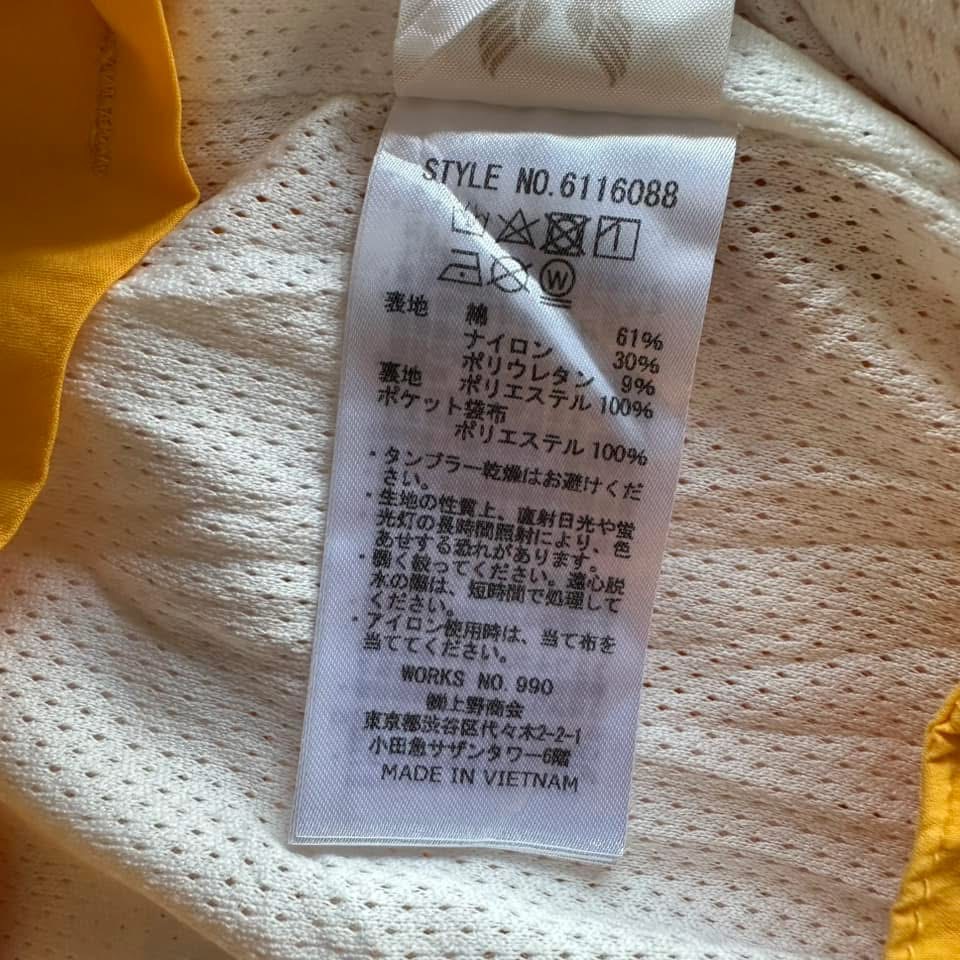 STYLE NO.6116088
W
表地 綿 61%
ナイロン 30%
ポリウレタン 9%
裏地 ポリエステル 100%
ポケット袋布
ポリエステル 100%
・タンブラー乾燥はお避けくだ
さい。
・生地の性質上、直射日光や蛍
光灯の長時間照射により、色
あせする恐れがあります。
・弱く絞ってください。遠心脱
水の際は、短時間で処理して
ください。
・アイロン使用時は、当て布を
当ててください。
WORKS NO. 990
㈱上野商会
東京都渋谷区代々木2-2-1
小田急サザンタワー6階
MADE IN VIETNAM